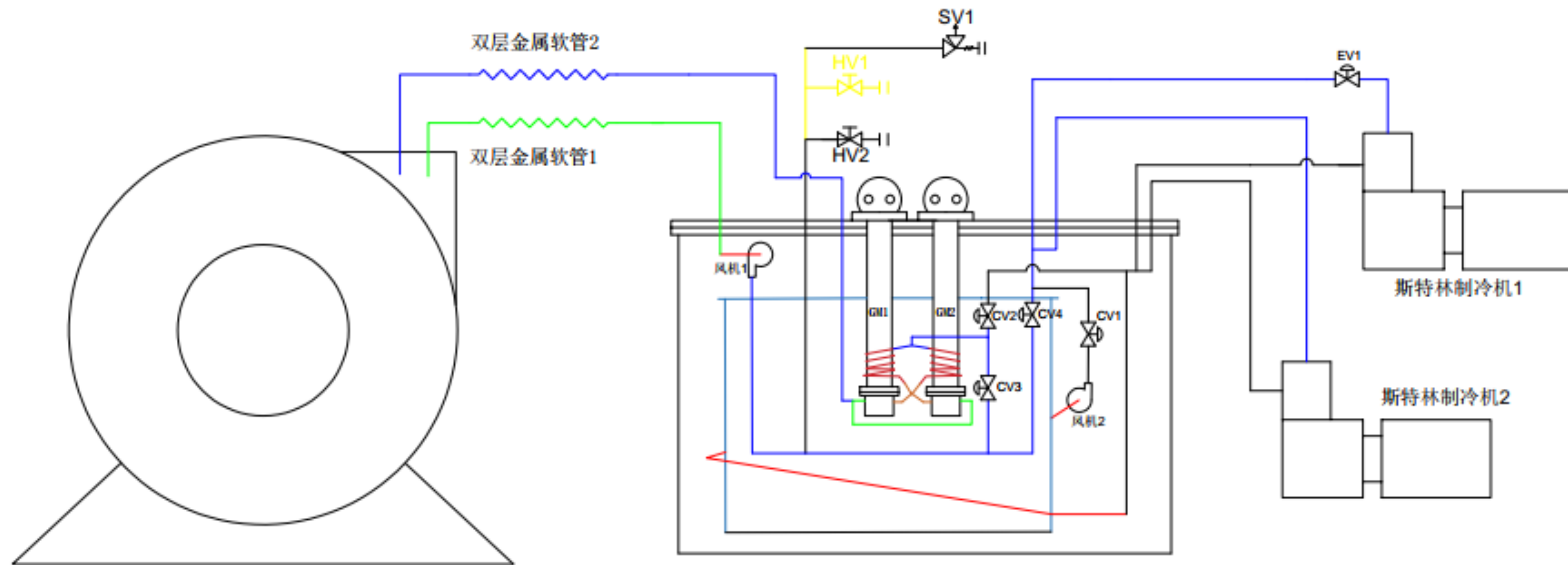 SV1
双层金属软管2
HV1
EV1
双层金属软管1
HV2
风机1
斯特林制冷机1
GM1
GM2
CV2
CV4
CV1
CV3
斯特林制冷机2
风机2